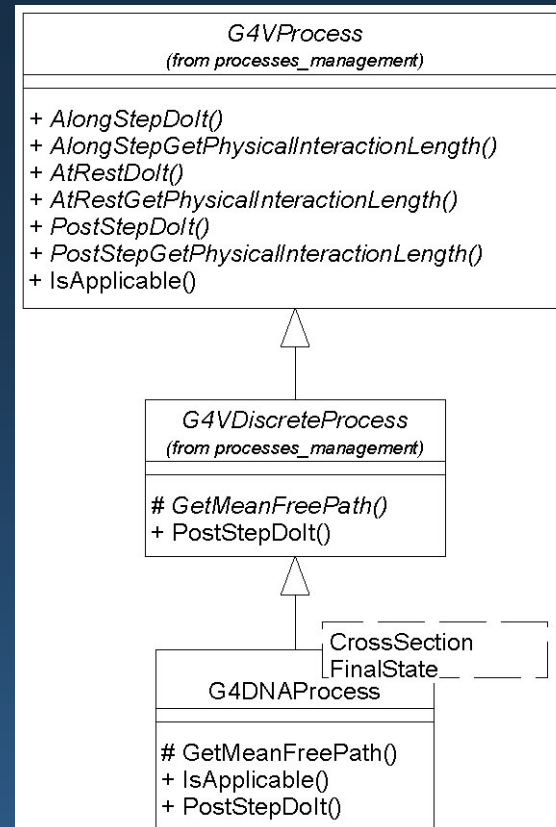 G4VProcess
(from processes_management)
+ AlongStepDoIt()
+ AlongStepGetPhysicalInteractionLength()
+ AtRestDoIt()
+ AtRestGetPhysicalInteractionLength()
+ PostStepDoIt()
+ PostStepGetPhysicalInteractionLength()
+ IsApplicable()
G4VDiscreteProcess
(from processes_management)
# GetMeanFreePath()
+ PostStepDoIt()
CrossSection
FinalState
G4DNAProcess
# GetMeanFreePath()
+ IsApplicable()
+ PostStepDoIt()